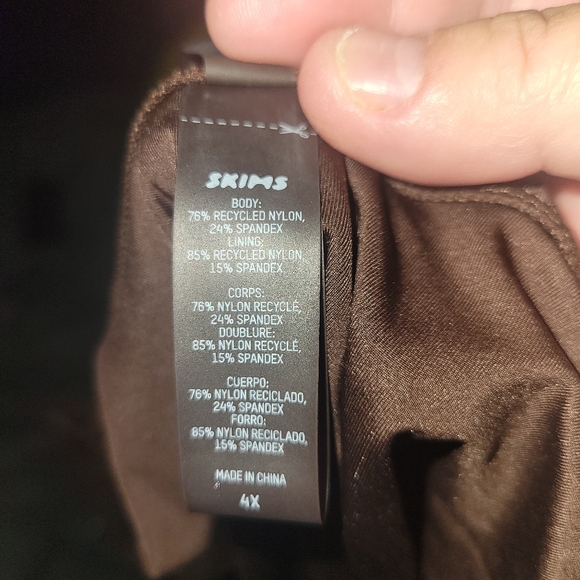 SKIMS
BODY:
76% RECYCLED NYLON,
24% SPANDEX
LINING:
85% RECYCLED NYLON,
15% SPANDEX
CORPS:
76% NYLON RECYCLÉ,
24% SPANDEX
DOUBLURE:
85% NYLON RECYCLÉ,
15% SPANDEX
CUERPO:
76% NYLON RECICLADO,
24% SPANDEX
FORRO:
85% NYLON RECICLADO,
15% SPANDEX
MADE IN CHINA
4X